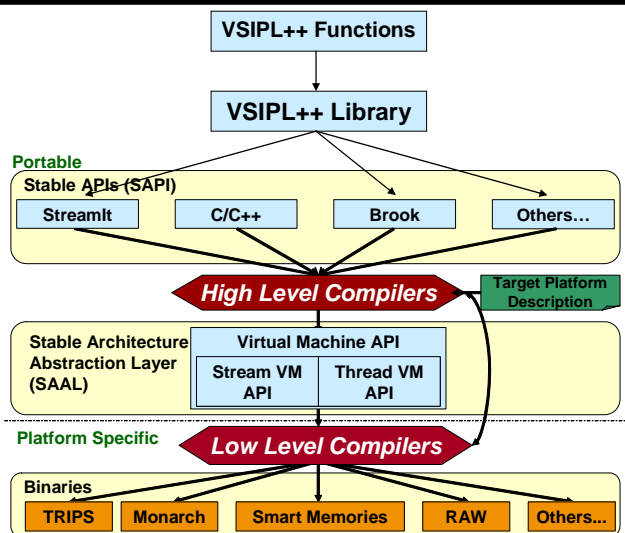 VSIPL++ Functions
VSIPL++ Library
Portable
Stable APIs (SAPI)
StreamIt
C/C++
Brook
Others…
High Level Compilers
Target Platform
Description
Stable Architecture
Abstraction Layer
(SAAL)
Virtual Machine API
Stream VM
API
Thread VM
API
Platform Specific
Low Level Compilers
Binaries
TRIPS
Monarch
Smart Memories
RAW
Others...